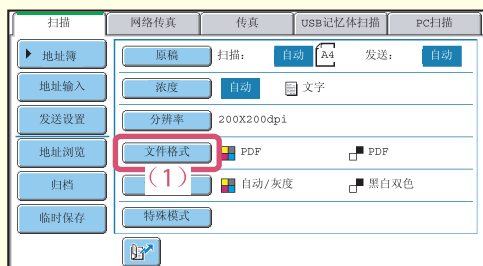 扫描 网络传真 传真 USB记忆体扫描 PC扫描
地址簿 原稿 扫描: 自动 A4 发送: 自动
地址输入 浓度 自动 文字
发送设置 分辨率 200X200dpi
地址浏览 文件格式 PDF PDF
归档 (1) 自动/灰度 黑白双色
临时保存 特殊模式